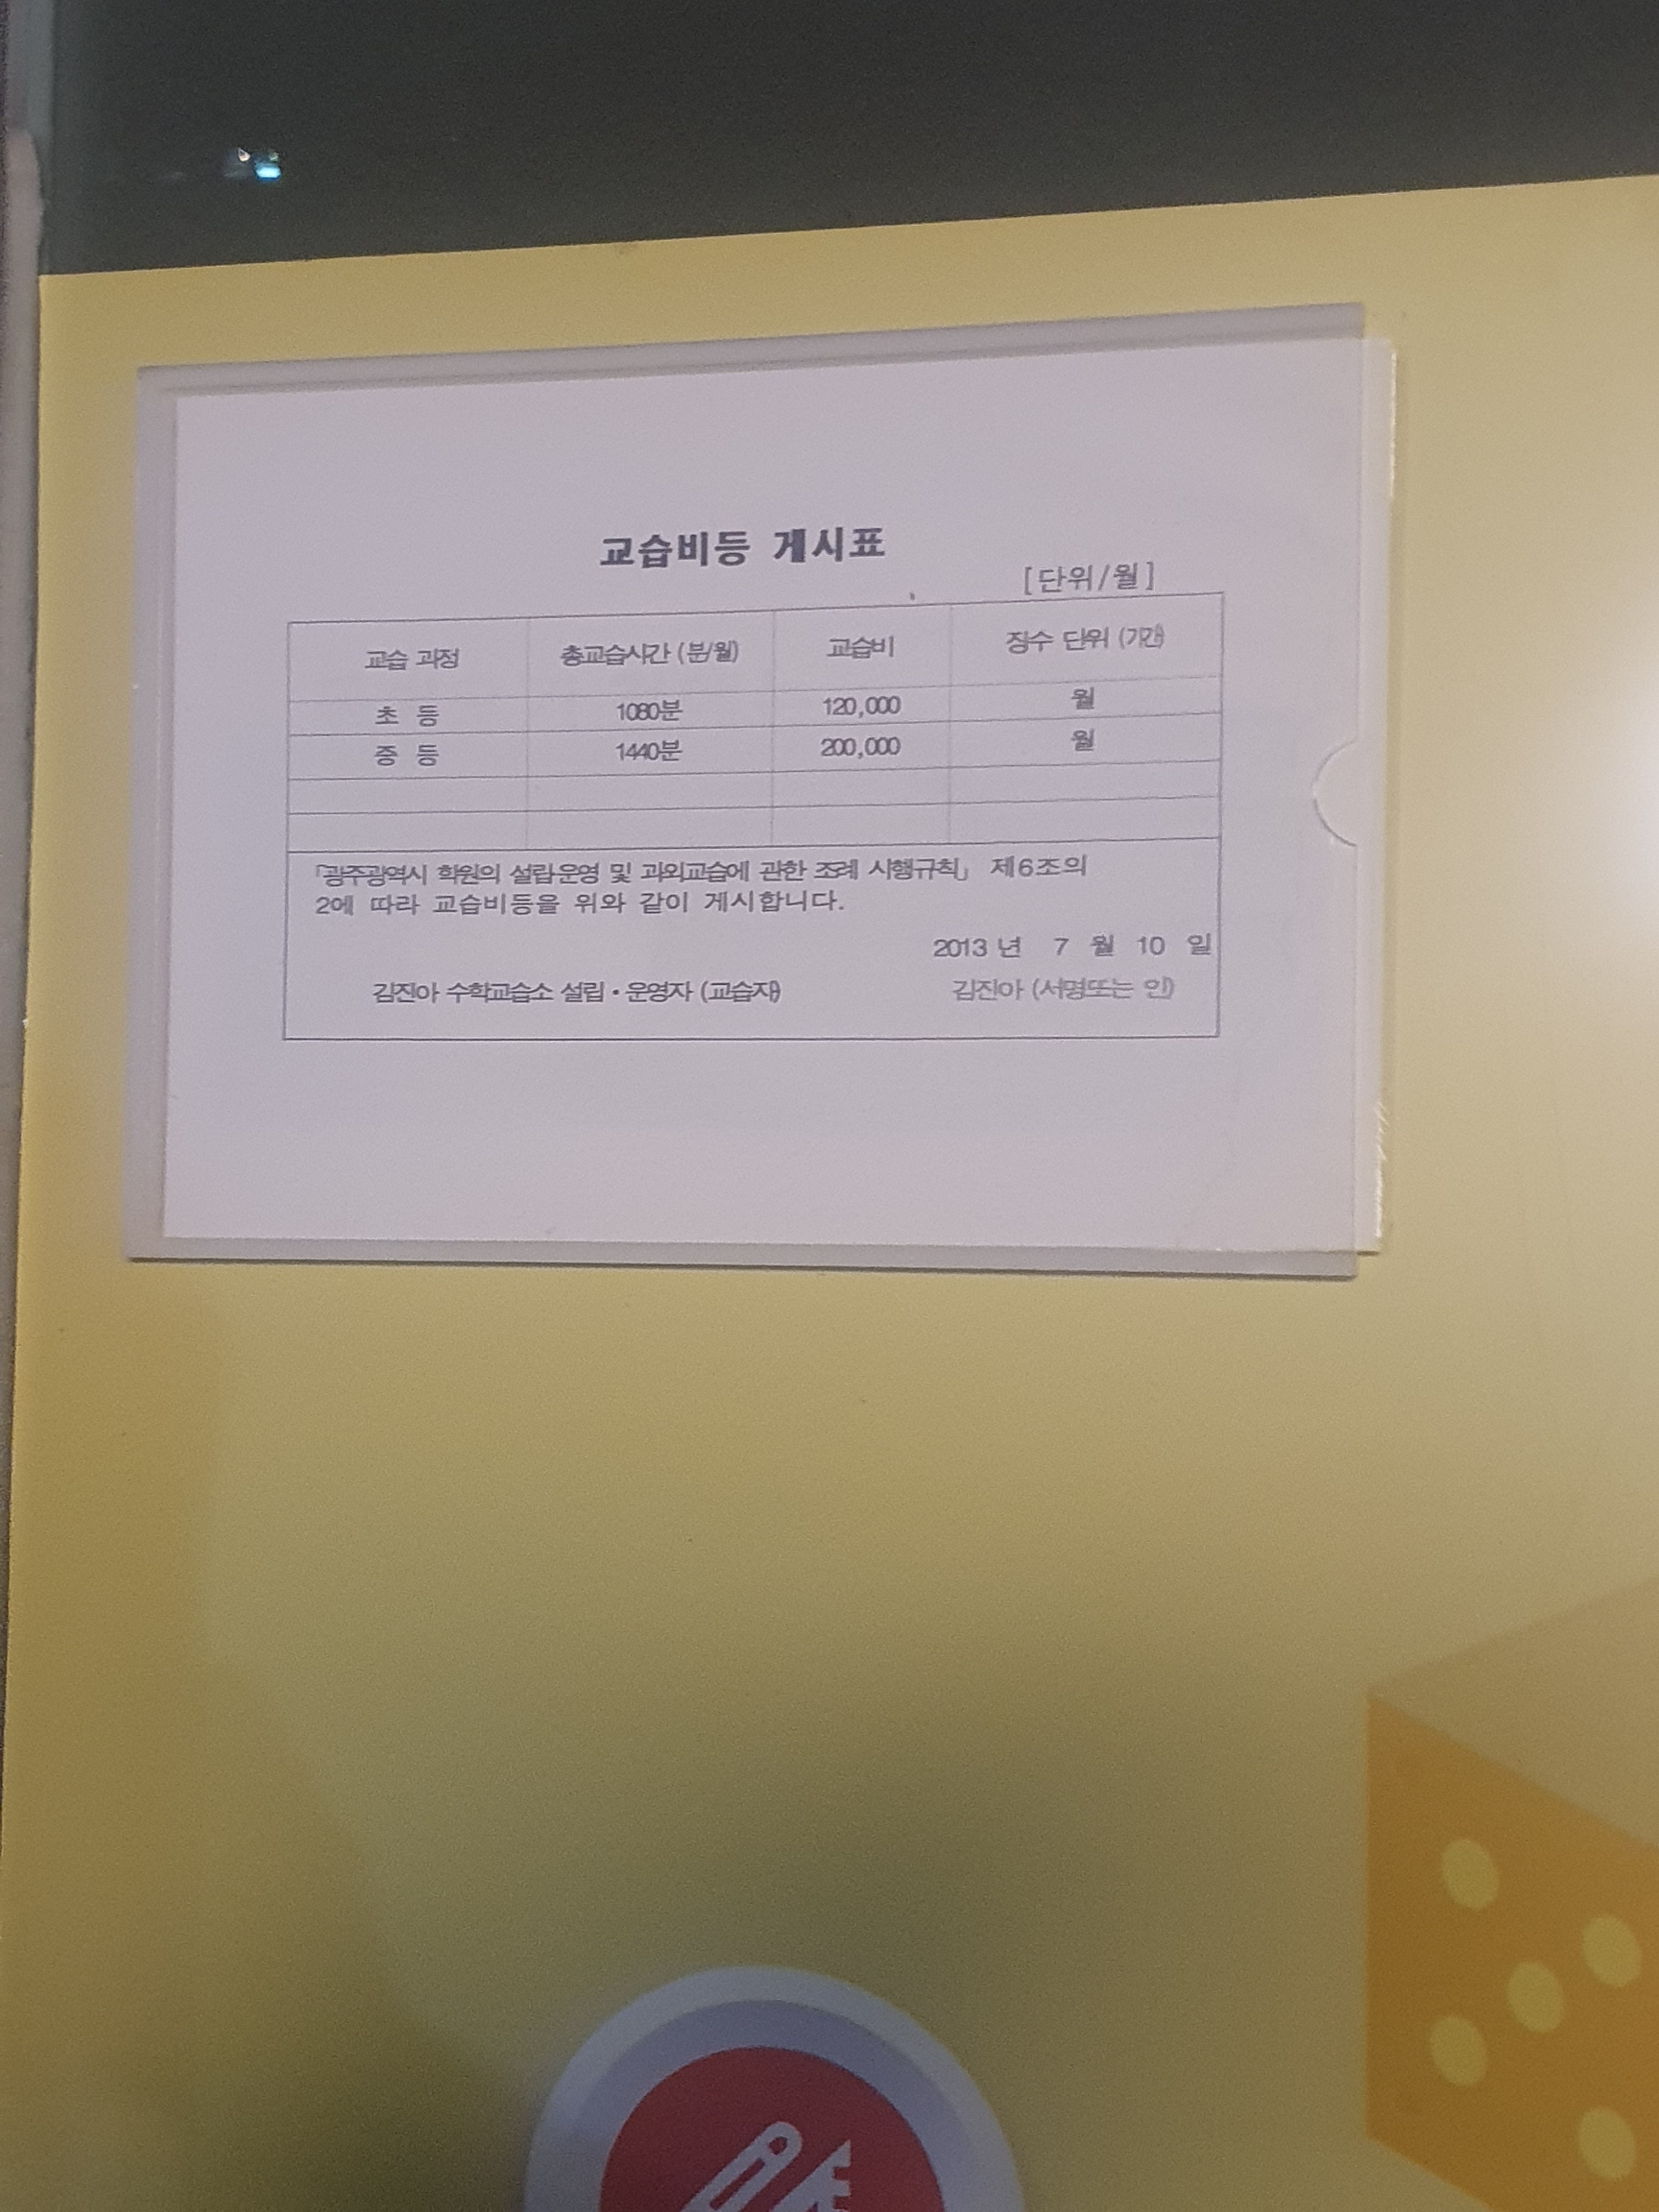 교습비등 게시표
[단위/월]
교습 과정 총교습시간 (분/월) 교습비 징수 단위 (기간)
초 등 1080분 120,000 월
중 등 1440분 200,000 월
「광주광역시 학원의 설립·운영 및 과외교습에 관한 조례 시행규칙」 제6조의
2에 따라 교습비등을 위와 같이 게시합니다.
2013 년 7 월 10 일
김진아 수학교습소 설립·운영자 (교습자) 김진아 (서명또는 인)